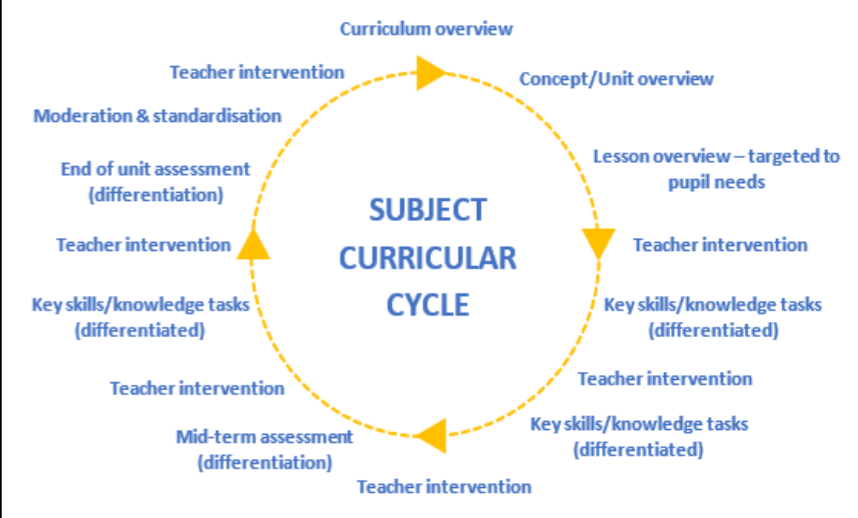 Curriculum overview
Concept/Unit overview
Lesson overview – targeted to
pupil needs
Teacher intervention
Key skills/knowledge tasks
(differentiated)
Teacher intervention
Key skills/knowledge tasks
(differentiated)
Teacher intervention
Mid-term assessment
(differentiation)
Teacher intervention
Key skills/knowledge tasks
(differentiated)
Teacher intervention
End of unit assessment
(differentiation)
Moderation & standardisation
Teacher intervention
SUBJECT
CURRICULAR
CYCLE